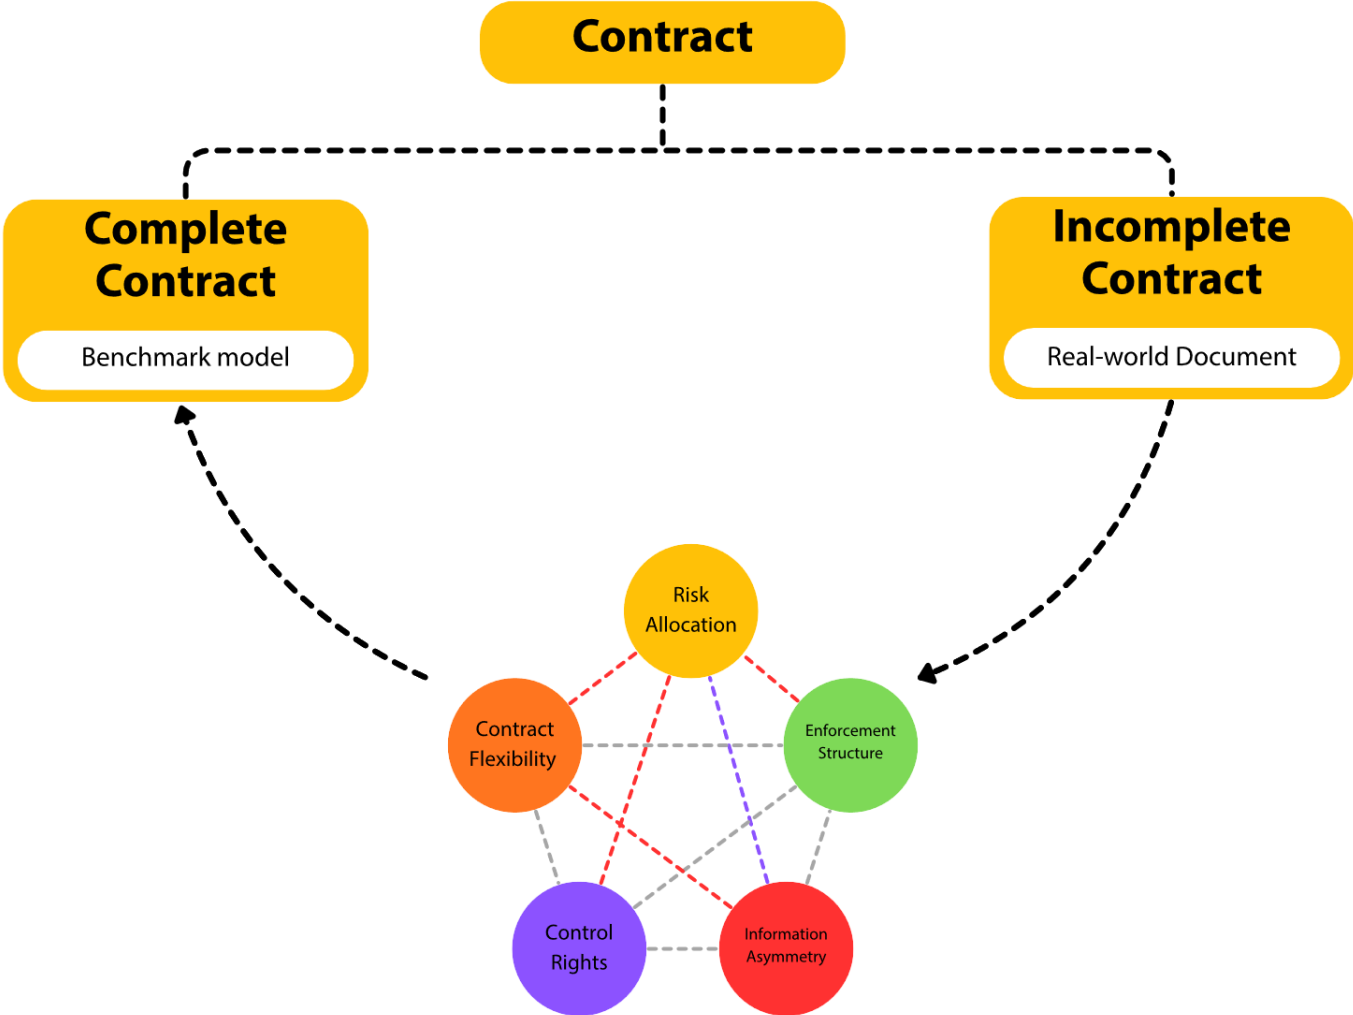 Contract
Complete
Contract
Benchmark model
Incomplete
Contract
Real-world Document
Risk
Allocation
Contract
Flexibility
Enforcement
Structure
Control
Rights
Information
Asymmetry